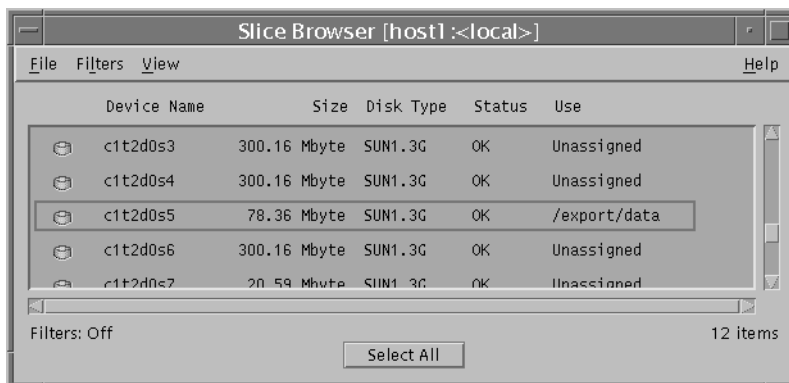 Slice Browser [host1:<local>]
File Filters View Help
Device Name Size Disk Type Status Use
c1t2d0s3 300.16 Mbyte SUN1.3G OK Unassigned
c1t2d0s4 300.16 Mbyte SUN1.3G OK Unassigned
c1t2d0s5 78.36 Mbyte SUN1.3G OK /export/data
c1t2d0s6 300.16 Mbyte SUN1.3G OK Unassigned
c1t2d0s7 20.59 Mbyte SUN1.3G OK Unassigned
Filters: Off 12 items
Select All